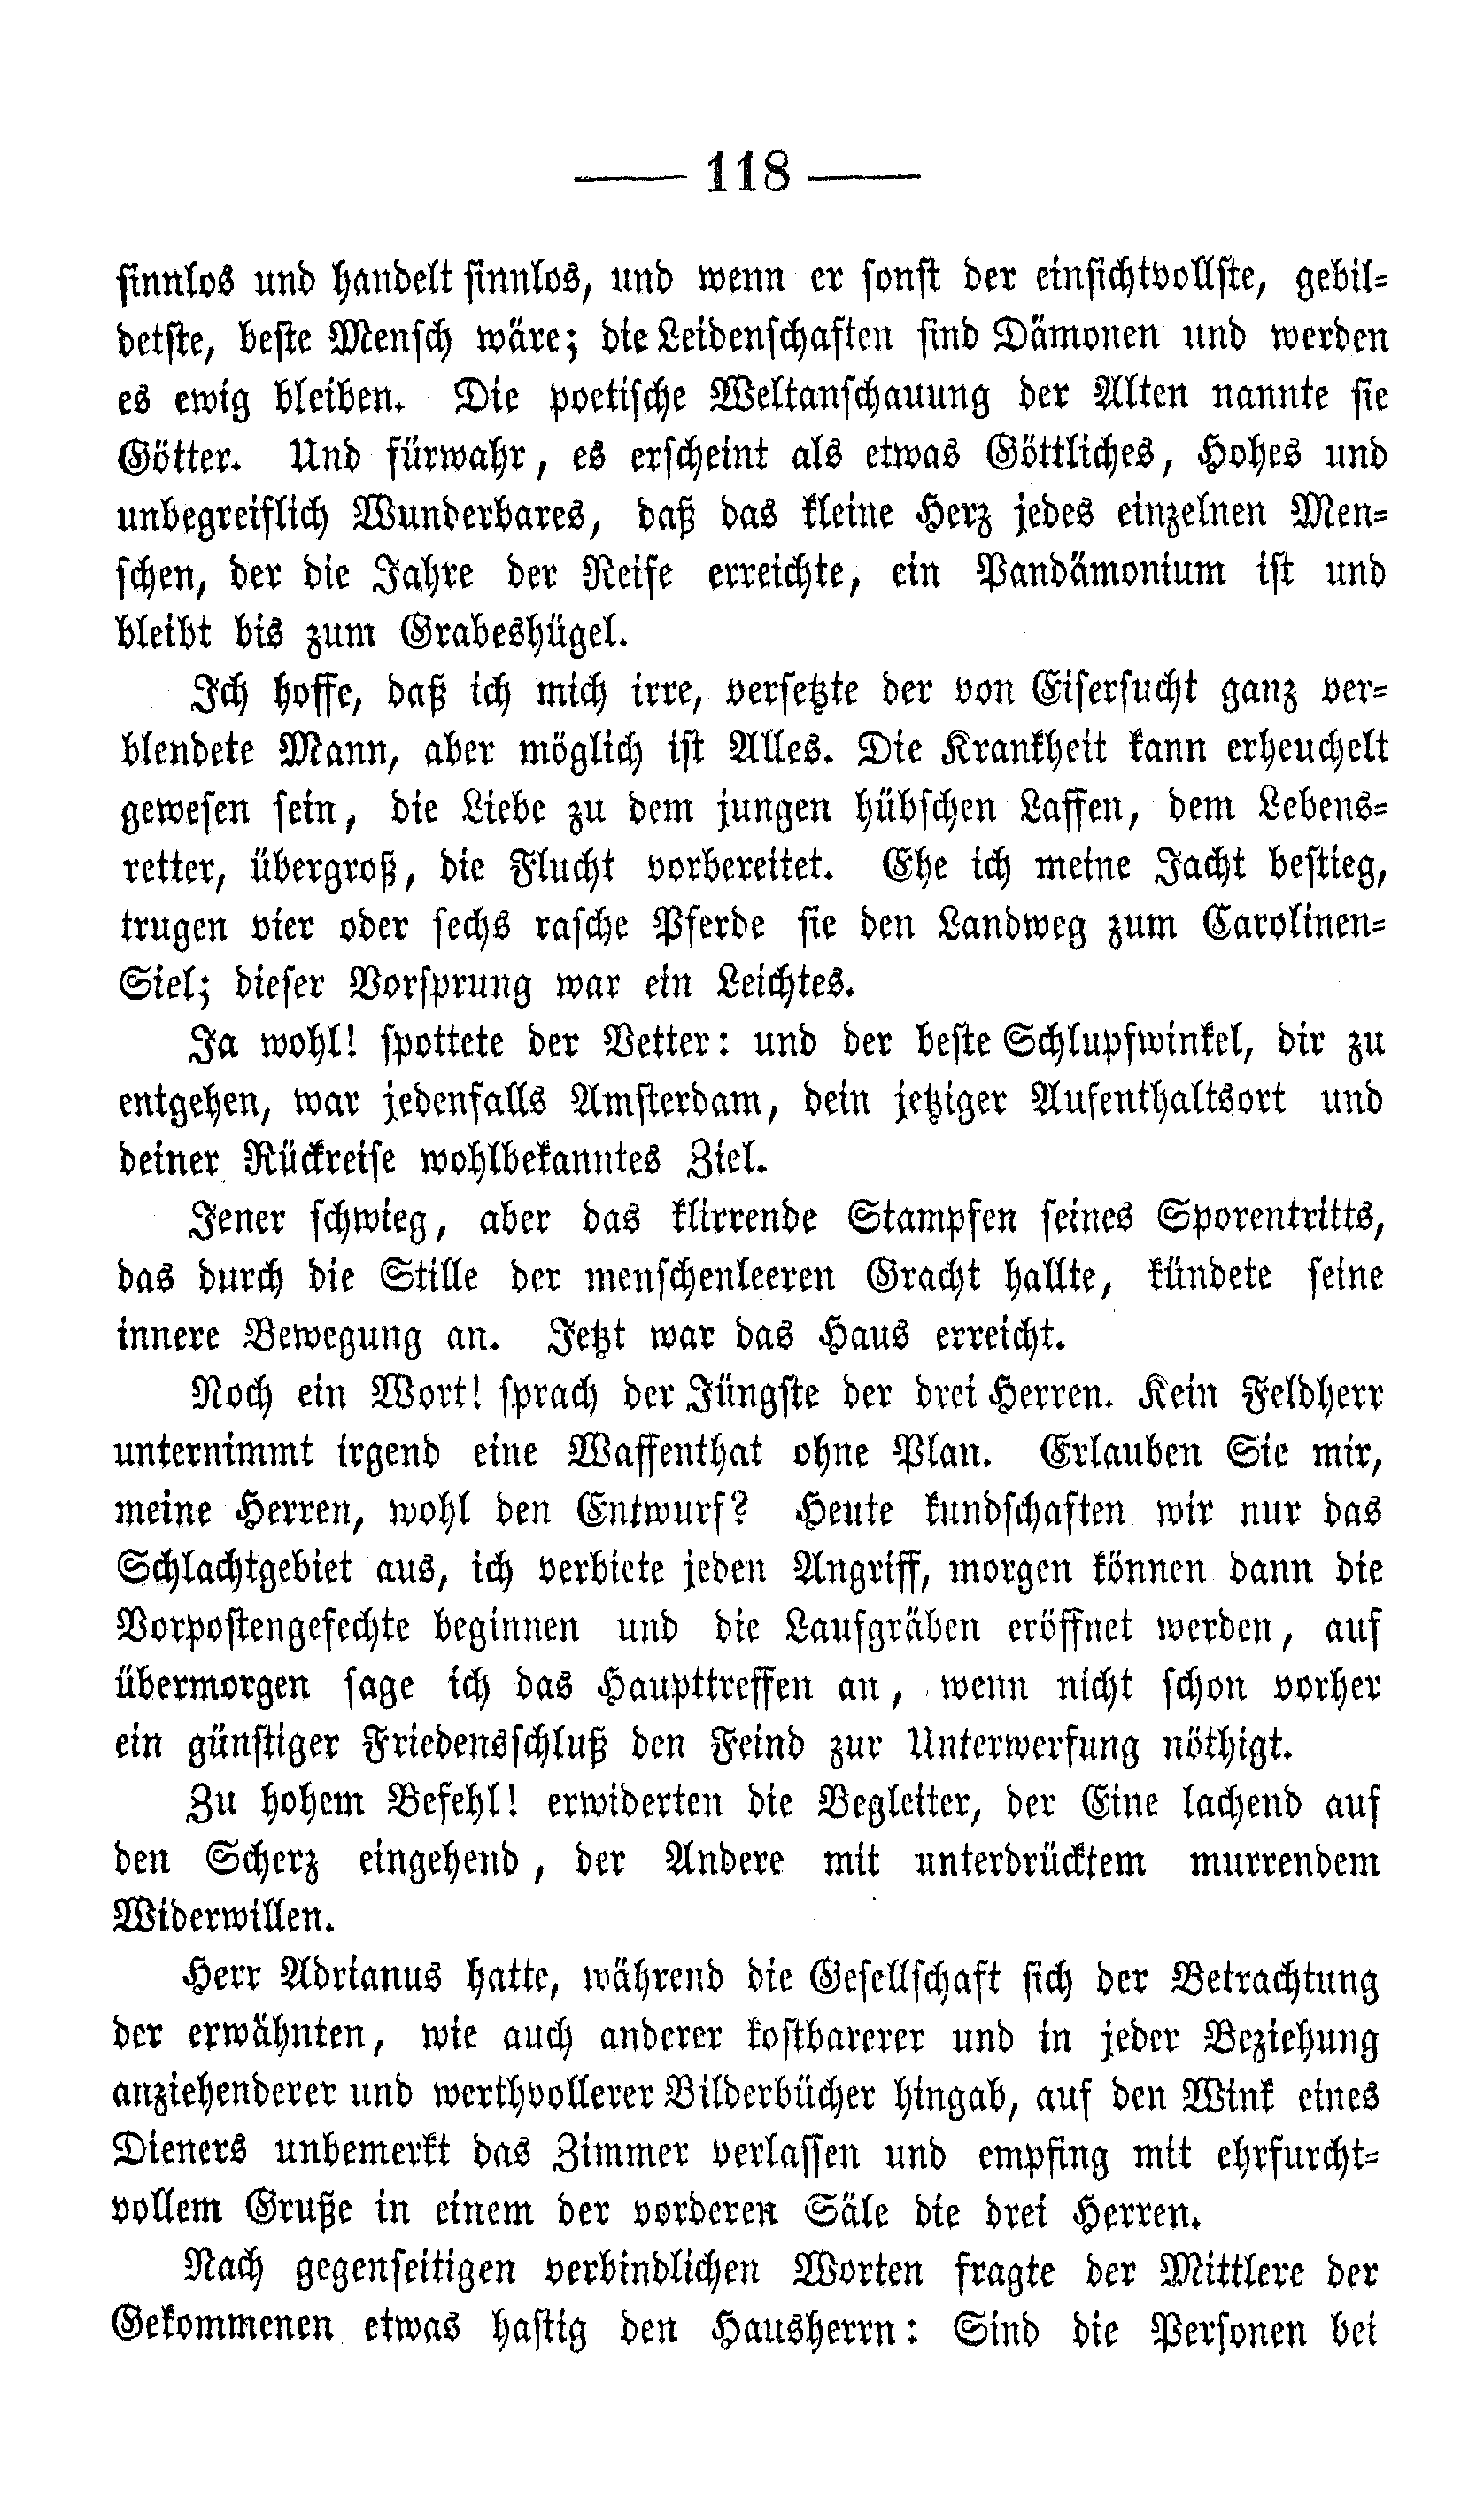 — 118 —
ſinnlos und handelt ſinnlos, und wenn er ſonſt der einſichtvollſte, gebil-
detſte, beſte Menſch wäre; die Leidenſchaften ſind Dämonen und werden
es ewig bleiben. Die poetiſche Weltanſchauung der Alten nannte ſie
Götter. Und fürwahr, es erſcheint als etwas Göttliches, Hohes und
unbegreiflich Wunderbares, daß das kleine Herz jedes einzelnen Men-
ſchen, der die Jahre der Reife erreichte, ein Pandämonium iſt und
bleibt bis zum Grabeshügel.
Ich hoffe, daß ich mich irre, verſetzte der von Eiferſucht ganz ver-
blendete Mann, aber möglich iſt Alles. Die Krankheit kann erheuchelt
geweſen ſein, die Liebe zu dem jungen hübſchen Laffen, dem Lebens-
retter, übergroß, die Flucht vorbereitet. Ehe ich meine Jacht beſtieg,
trugen vier oder ſechs raſche Pferde ſie den Landweg zum Carolinen-
Siel; dieſer Vorſprung war ein Leichtes.
Ja wohl! ſpottete der Vetter: und der beſte Schlupfwinkel, dir zu
entgehen, war jedenfalls Amſterdam, dein jetziger Aufenthaltsort und
deiner Rückreiſe wohlbekanntes Ziel.
Jener ſchwieg, aber das klirrende Stampfen ſeines Sporentritts,
das durch die Stille der menſchenleeren Gracht hallte, kündete ſeine
innere Bewegung an. Jetzt war das Haus erreicht.
Noch ein Wort! ſprach der Jüngſte der drei Herren. Kein Feldherr
unternimmt irgend eine Waffenthat ohne Plan. Erlauben Sie mir,
meine Herren, wohl den Entwurf? Heute kundſchaften wir nur das
Schlachtgebiet aus, ich verbiete jeden Angriff, morgen können dann die
Vorpoſtengefechte beginnen und die Laufgräben eröffnet werden, auf
übermorgen ſage ich das Haupttreffen an, wenn nicht ſchon vorher
ein günſtiger Friedensſchluß den Feind zur Unterwerfung nöthigt.
Zu hohem Befehl! erwiderten die Begleiter, der Eine lachend auf
den Scherz eingehend, der Andere mit unterdrücktem murrendem
Widerwillen.
Herr Adrianus hatte, während die Geſellſchaft ſich der Betrachtung
der erwähnten, wie auch anderer koſtbarerer und in jeder Beziehung
anziehenderer und werthvollerer Bilderbücher hingab, auf den Wink eines
Dieners unbemerkt das Zimmer verlaſſen und empfing mit ehrfurcht-
vollem Gruße in einem der vorderen Säle die drei Herren.
Nach gegenſeitigen verbindlichen Worten fragte der Mittlere der
Gekommenen etwas haſtig den Hausherrn: Sind die Perſonen bei